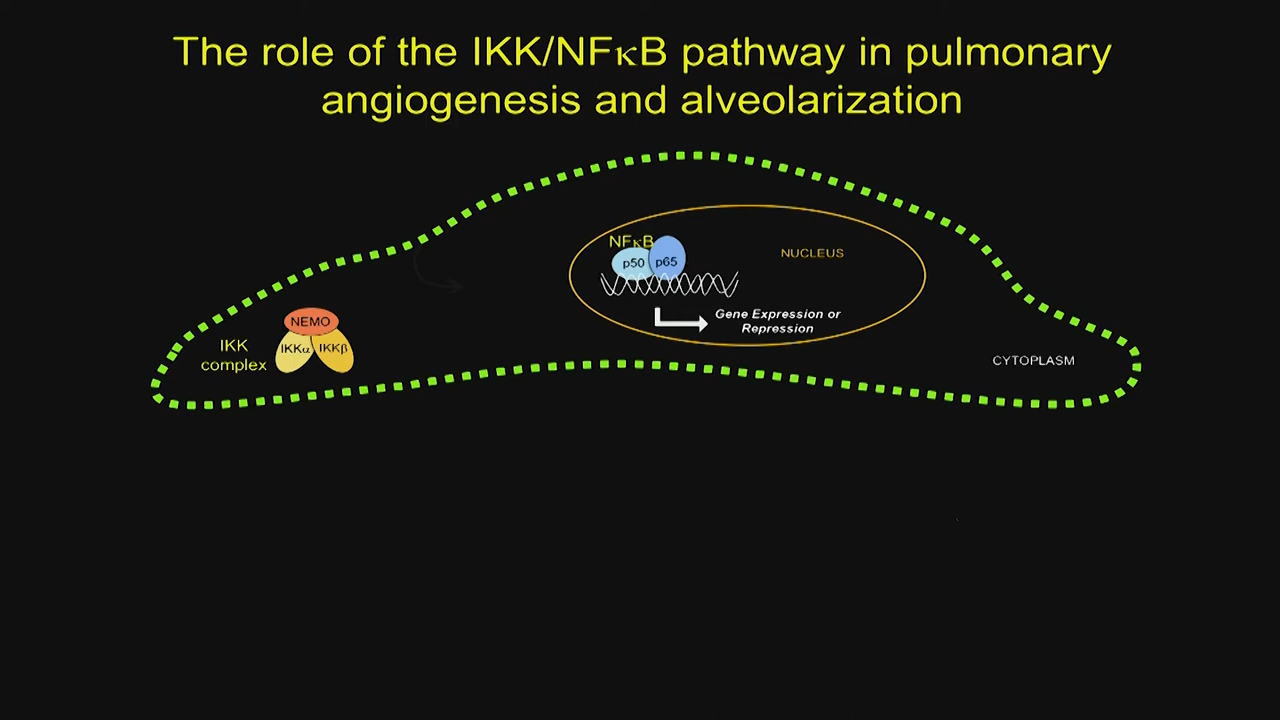 The role of the IKK/NFκB pathway in pulmonary
angiogenesis and alveolarization
NFκB
p50
p65
NUCLEUS
Gene Expression or
Repression
NEMO
IKKα
IKKβ
IKK
complex
CYTOPLASM